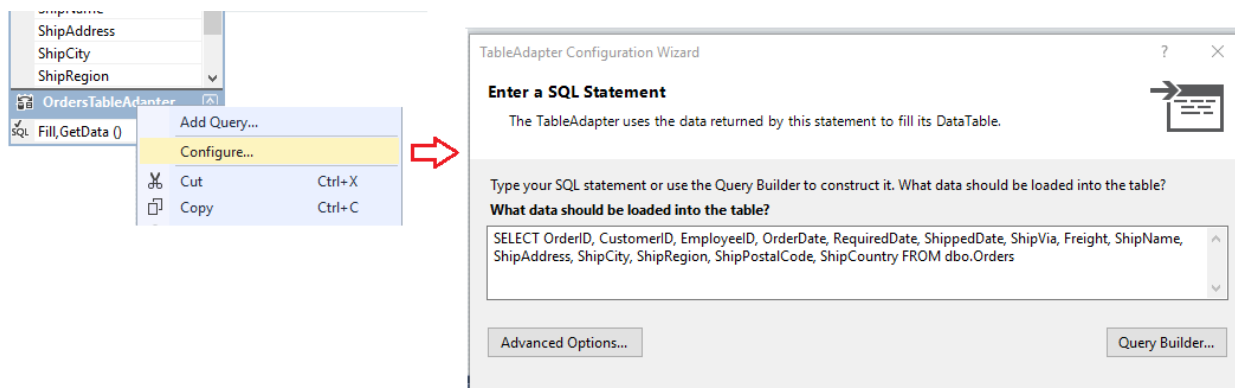 ShipName
ShipAddress
ShipCity
ShipRegion
OrdersTableAdapter
SQL Fill,GetData ()
Add Query...
Configure...
Cut Ctrl+X
Copy Ctrl+C
TableAdapter Configuration Wizard ?
Enter a SQL Statement
The TableAdapter uses the data returned by this statement to fill its DataTable.
Type your SQL statement or use the Query Builder to construct it. What data should be loaded into the table?
What data should be loaded into the table?
SELECT OrderID, CustomerID, EmployeeID, OrderDate, RequiredDate, ShippedDate, ShipVia, Freight, ShipName,
ShipAddress, ShipCity, ShipRegion, ShipPostalCode, ShipCountry FROM dbo.Orders
Advanced Options...
Query Builder...